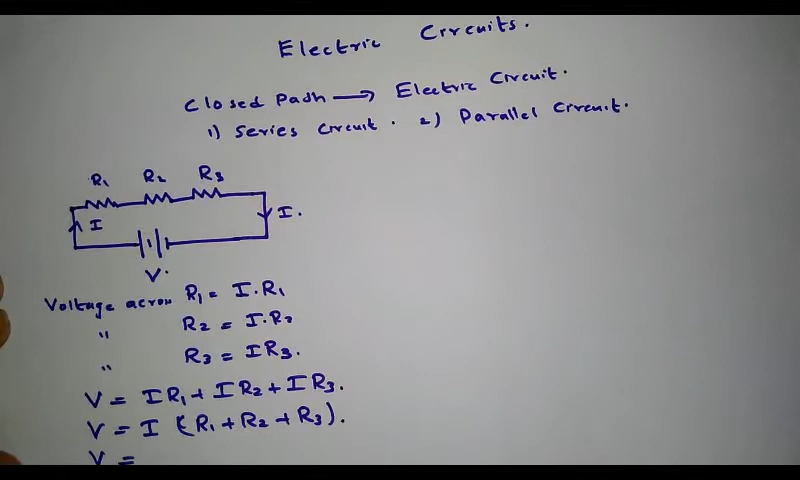 Electric Circuits.
Closed Path → Electric Circuit.
1) Series Circuit. 2) Parallel Circuit.
R1 R2 R3
I I.
V.
Voltage across R1 = I.R1
" R2 = I.R2
" R3 = IR3.
V = IR1 + IR2 + IR3.
V = I (R1 + R2 + R3).
V =